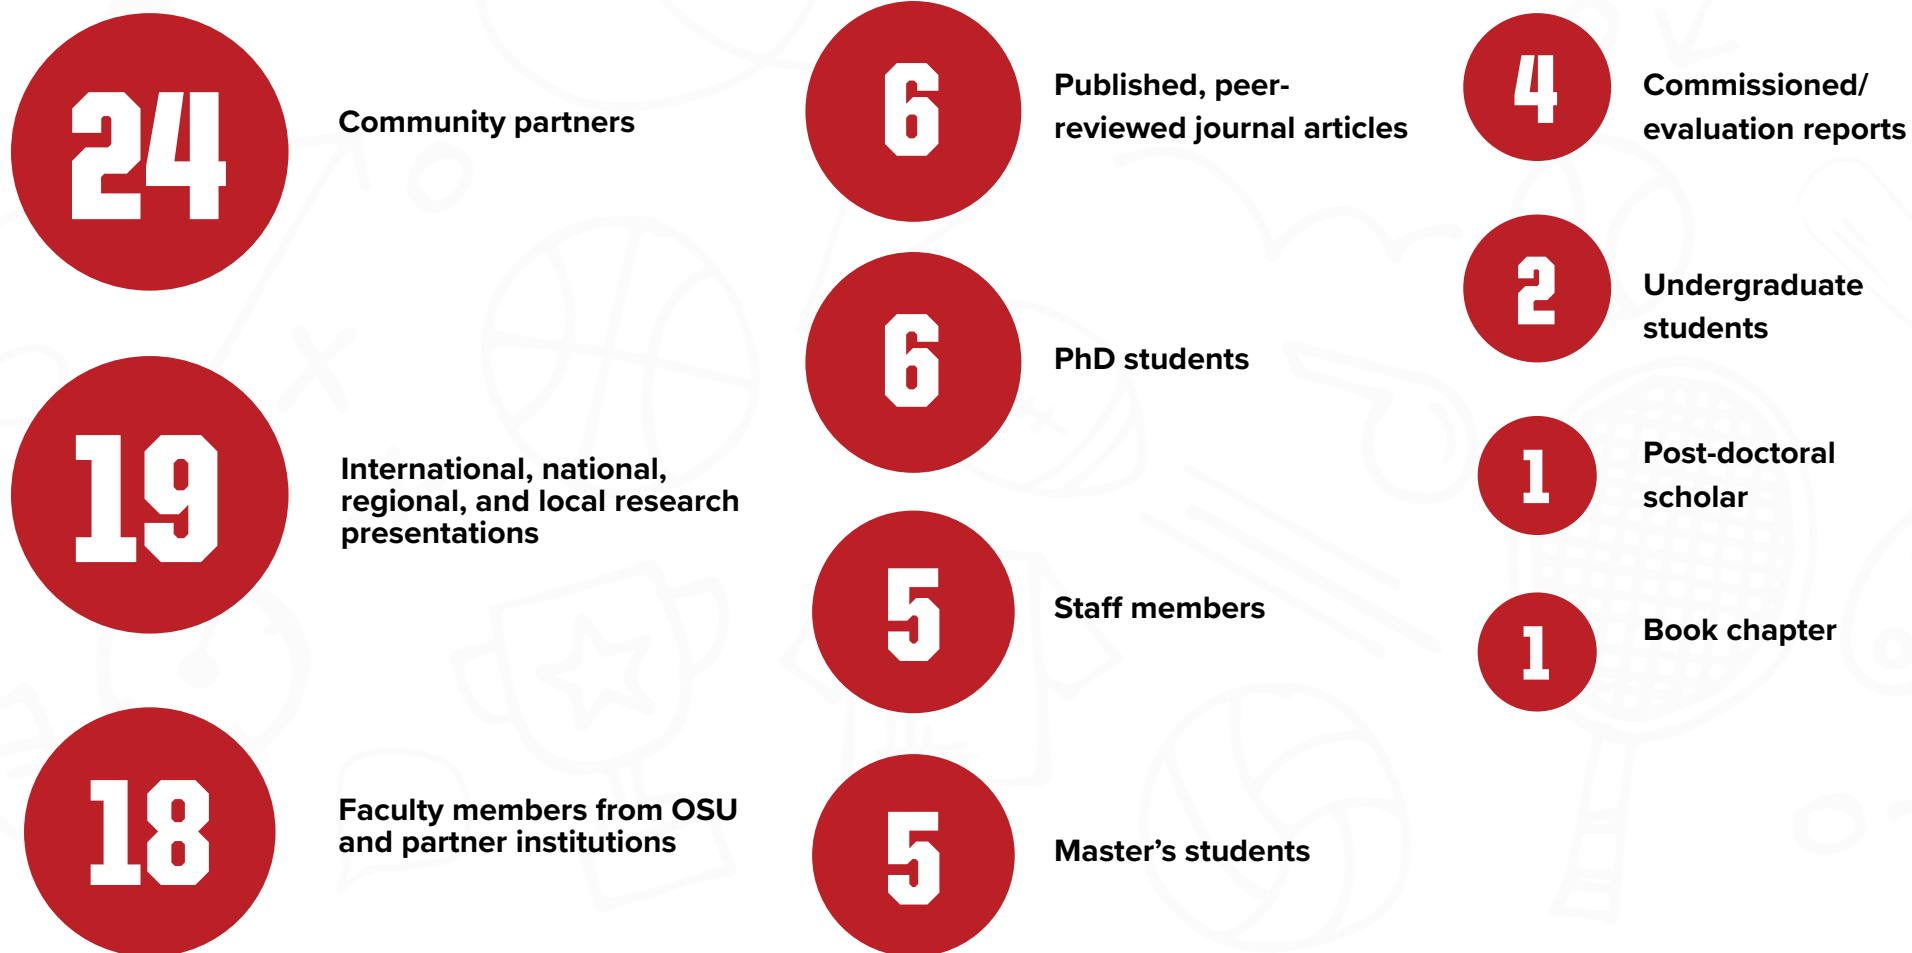 24
Community partners
19
International, national,
regional, and local research
presentations
18
Faculty members from OSU
and partner institutions
6
Published, peer-
reviewed journal articles
6
PhD students
5
Staff members
5
Master’s students
4
Commissioned/
evaluation reports
2
Undergraduate
students
1
Post-doctoral
scholar
1
Book chapter